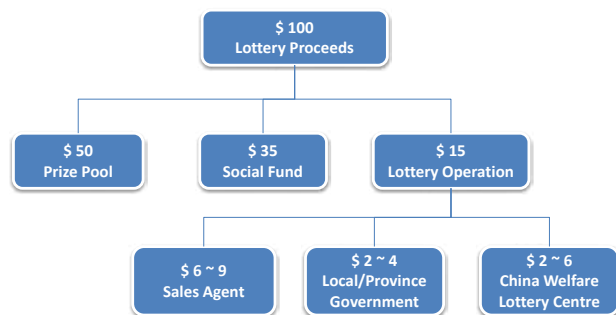 $ 100
Lottery Proceeds
$ 50
Prize Pool
$ 35
Social Fund
$ 15
Lottery Operation
$ 6 ~ 9
Sales Agent
$ 2 ~ 4
Local/Province
Government
$ 2 ~ 6
China Welfare
Lottery Centre